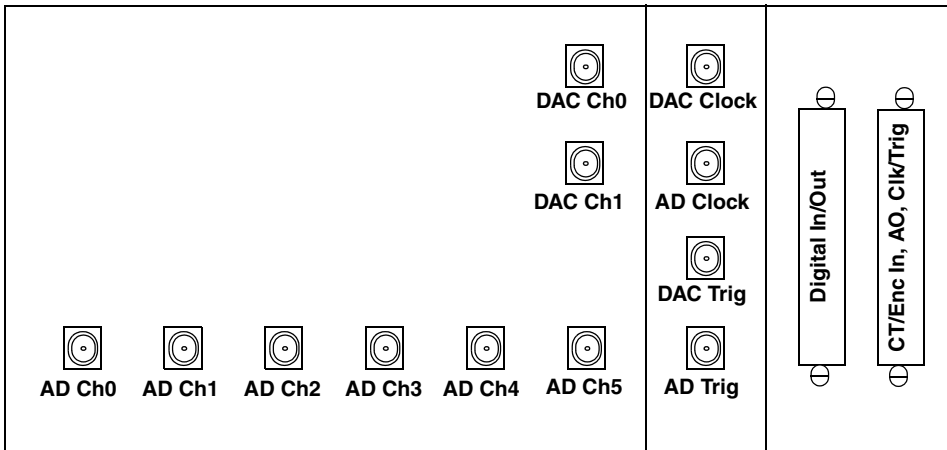 DAC Ch0
DAC Clock
DAC Ch1
AD Clock
DAC Trig
AD Ch0
AD Ch1
AD Ch2
AD Ch3
AD Ch4
AD Ch5
AD Trig
Digital In/Out
CT/Enc In, AO, Clk/Trig